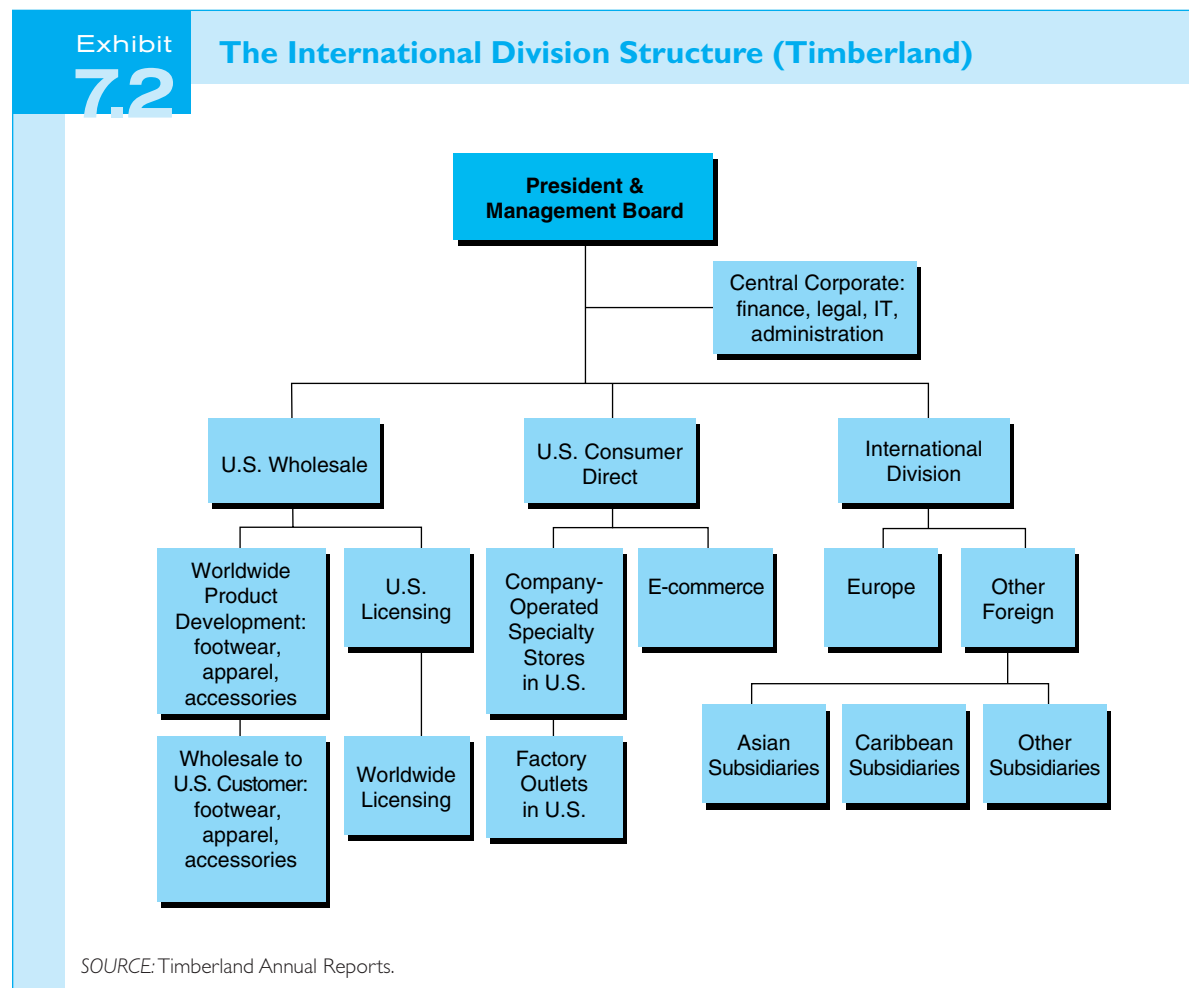 Exhibit
7.2
The International Division Structure (Timberland)
President &
Management Board
Central Corporate:
finance, legal, IT,
administration
U.S. Wholesale
U.S. Consumer
Direct
International
Division
Worldwide
Product
Development:
footwear,
apparel,
accessories
U.S.
Licensing
Company-
Operated
Specialty
Stores
in U.S.
E-commerce
Europe
Other
Foreign
Wholesale to
U.S. Customer:
footwear,
apparel,
accessories
Worldwide
Licensing
Factory
Outlets
in U.S.
Asian
Subsidiaries
Caribbean
Subsidiaries
Other
Subsidiaries
SOURCE: Timberland Annual Reports.